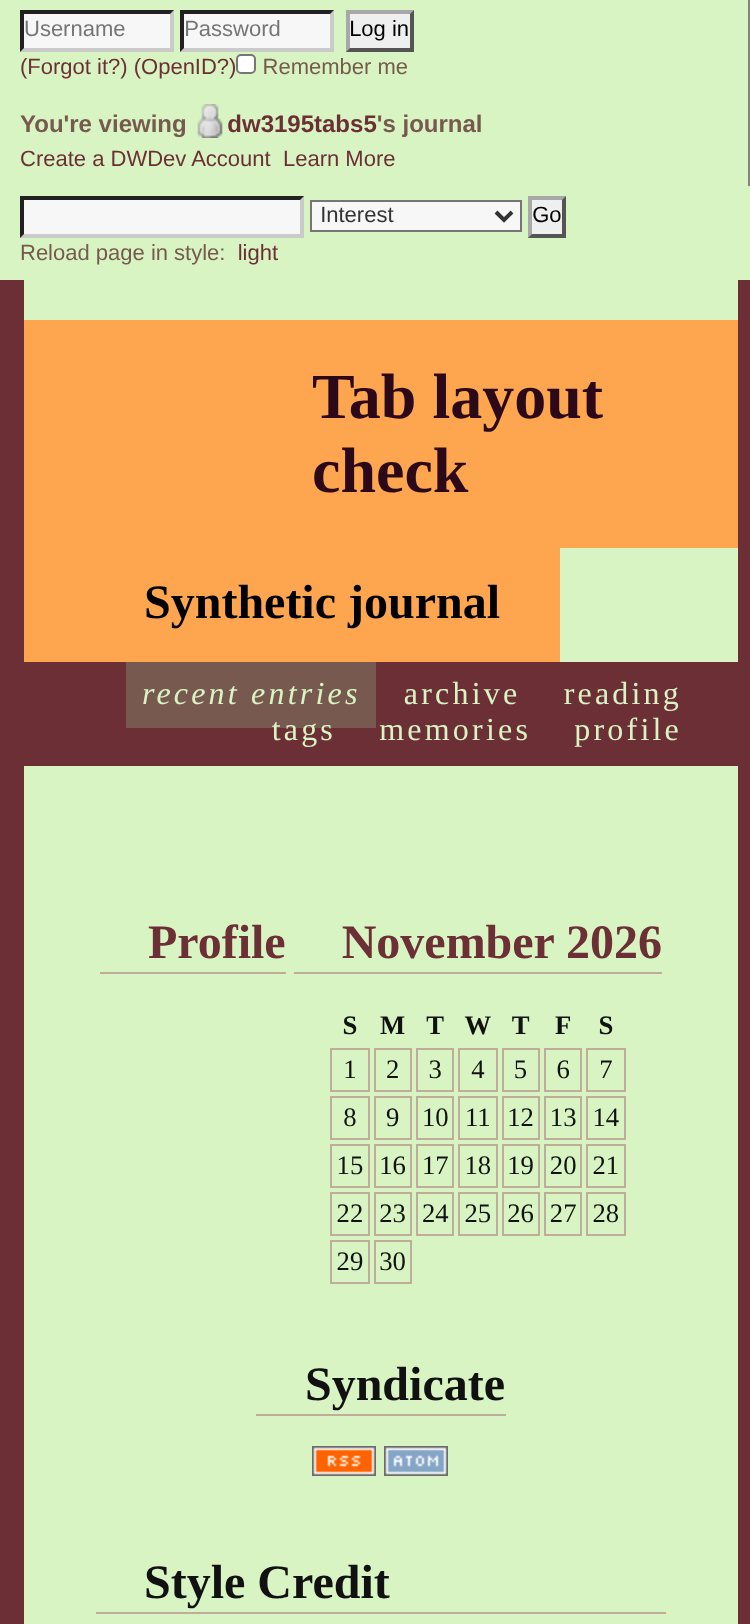 Username Password Log in
(Forgot it?) (OpenID?) Remember me
You're viewing dw3195tabs5's journal
Create a DWDev Account Learn More
Interest Go
Reload page in style: light
Tab layout
check
Synthetic journal
recent entries archive reading
tags memories profile
Profile November 2026
S M T W T F S
1 2 3 4 5 6 7
8 9 10 11 12 13 14
15 16 17 18 19 20 21
22 23 24 25 26 27 28
29 30
Syndicate
RSS ATOM
Style Credit